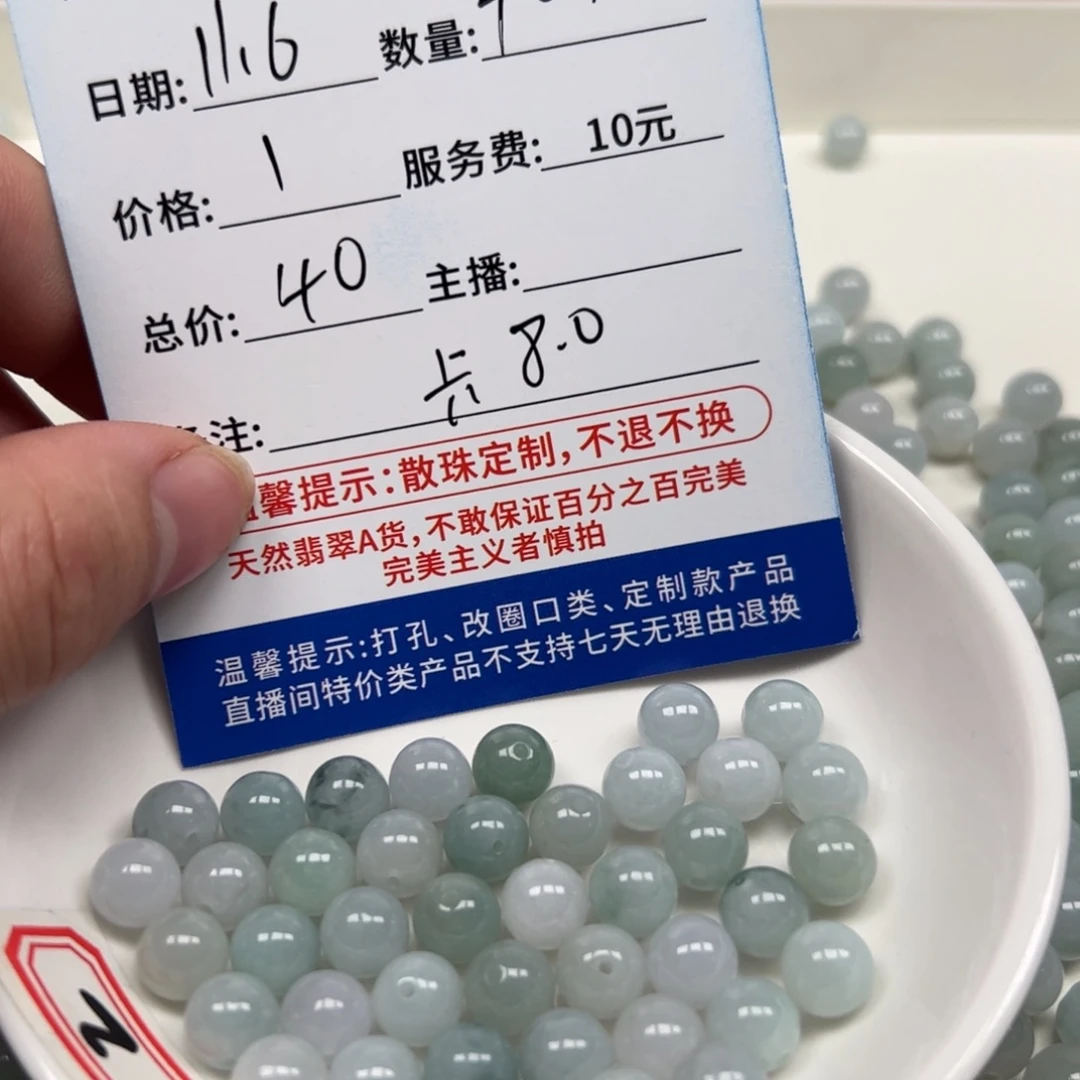 日期: 11.6 数量:
价格: 1 服务费: 10元
总价: 40 主播:
注: 卡 8.0
馨提示:散珠定制,不退不换
天然翡翠A货,不敢保证百分之百完美
完美主义者慎拍
温馨提示:打孔、改圈口类、定制款产品
直播间特价类产品不支持七天无理由退换
N